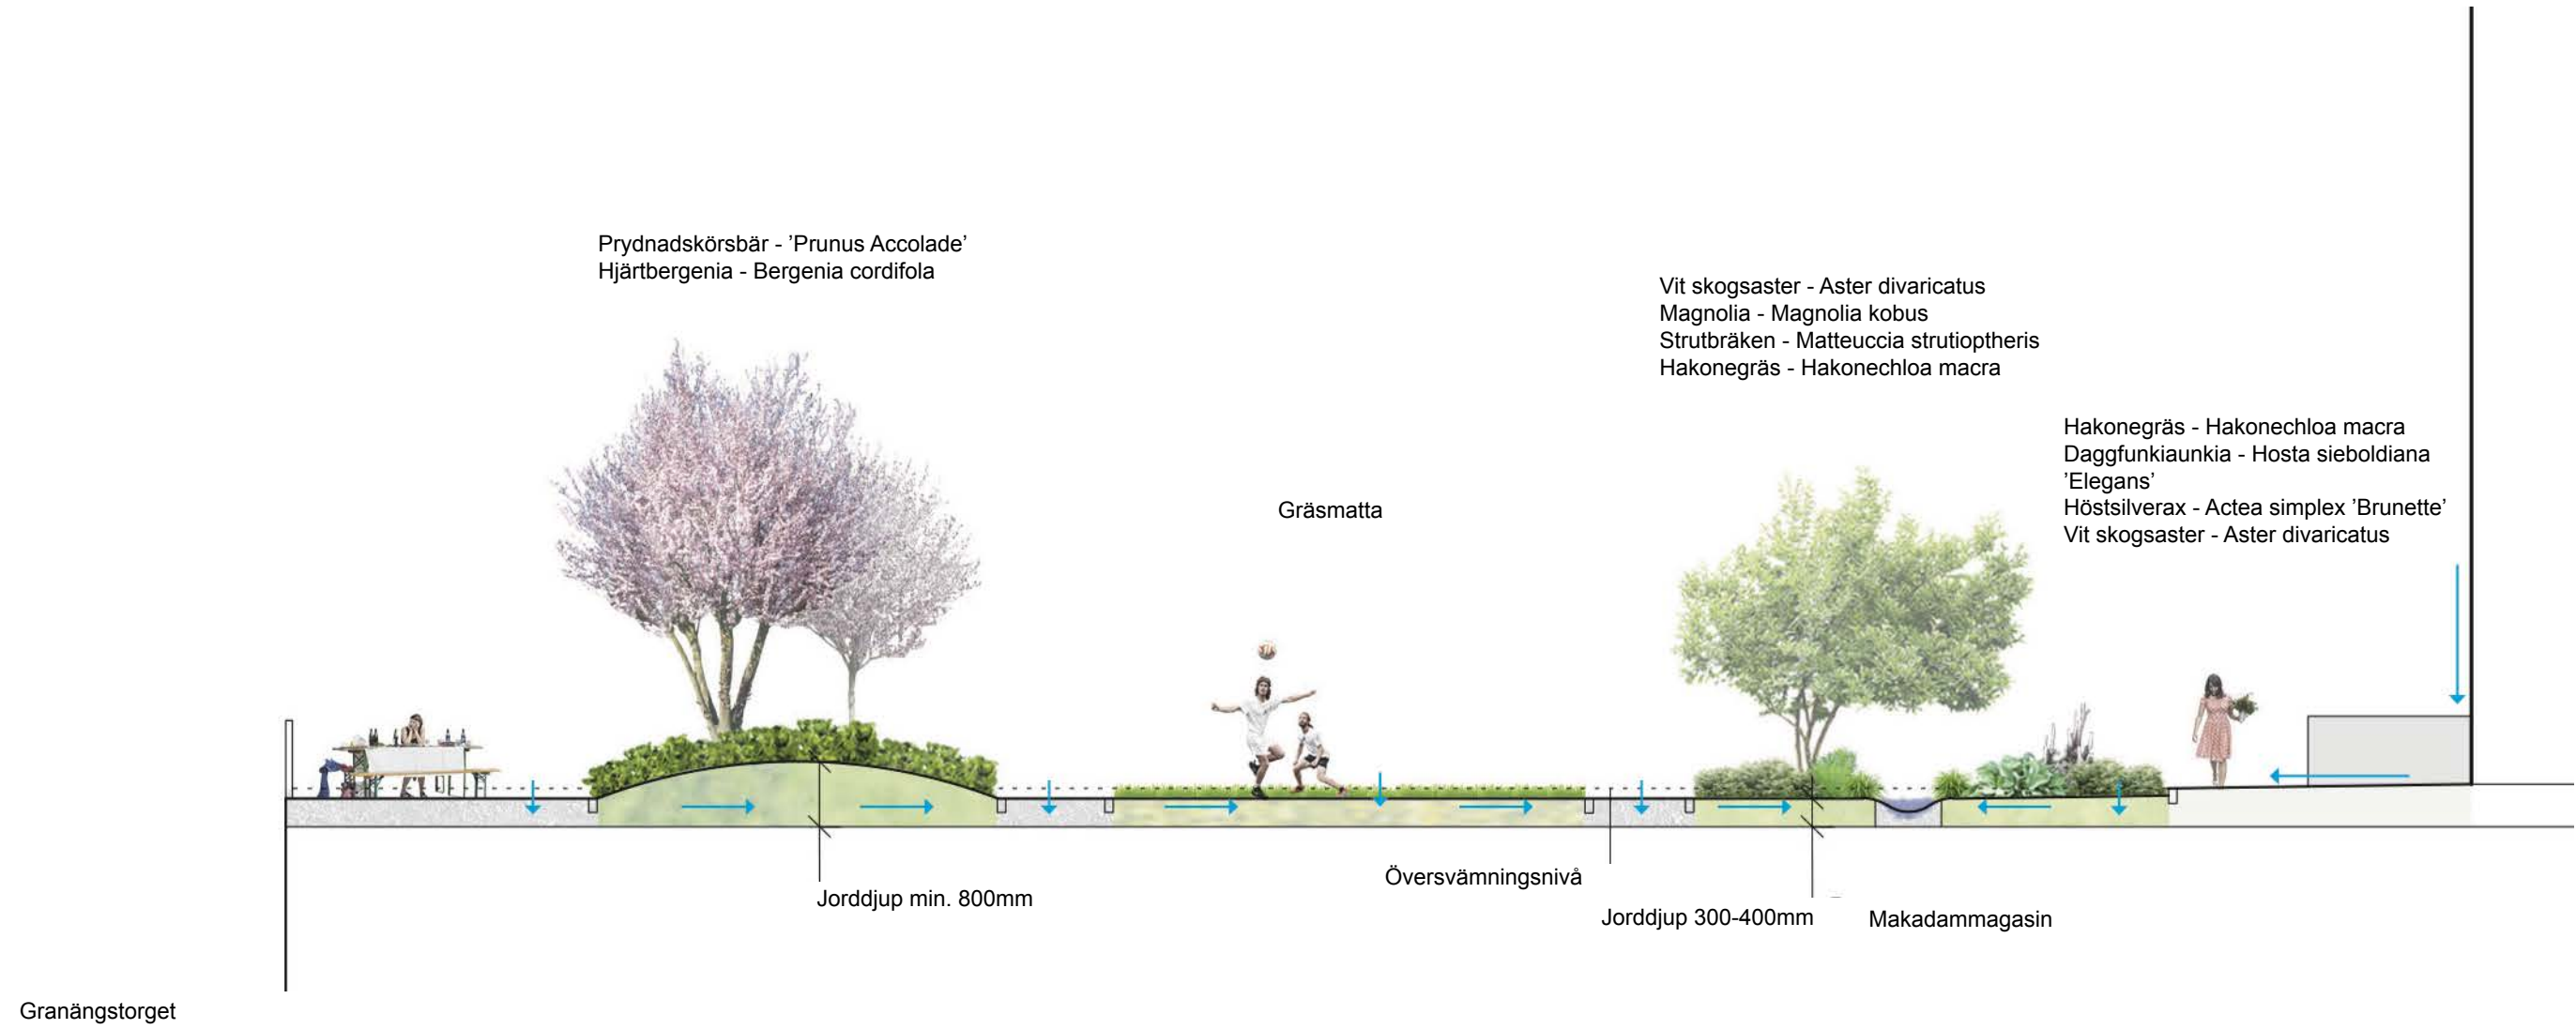 Prydnadskörsbär - ’Prunus Accolade’
Hjärtbergenia - Bergenia cordifola
Vit skogsaster - Aster divaricatus
Magnolia - Magnolia kobus
Strutbräken - Matteuccia strutioptheris
Hakonegräs - Hakonechloa macra
Hakonegräs - Hakonechloa macra
Daggfunkiaunkia - Hosta sieboldiana
’Elegans’
Höstsilverax - Actea simplex ’Brunette’
Vit skogsaster - Aster divaricatus
Gräsmatta
Översvämningsnivå
Jorddjup min. 800mm
Jorddjup 300-400mm
Makadammagasin
Granängstorget